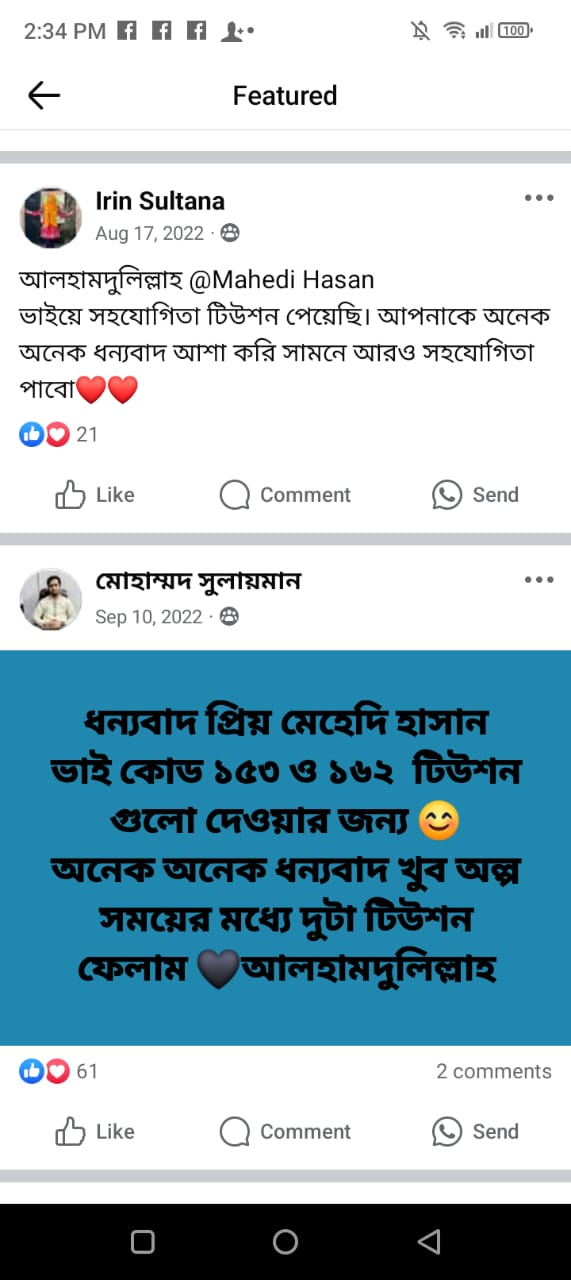 2:34 PM
100
Featured
Irin Sultana
Aug 17, 2022 ·
আলহামদুলিল্লাহ @Mahedi Hasan
ভাইয়ে সহযোগিতা টিউশন পেয়েছি। আপনাকে অনেক
অনেক ধন্যবাদ আশা করি সামনে আরও সহযোগিতা
পাবো❤️❤️
21
Like Comment Send
মোহাম্মদ সুলায়মান
Sep 10, 2022 ·
ধন্যবাদ প্রিয় মেহেদি হাসান
ভাই কোড ১৫৩ ও ১৬২ টিউশন
গুলো দেওয়ার জন্য 😊
অনেক অনেক ধন্যবাদ খুব অল্প
সময়ের মধ্যে দুটা টিউশন
ফেলাম 🖤আলহামদুলিল্লাহ
61 2 comments
Like Comment Send